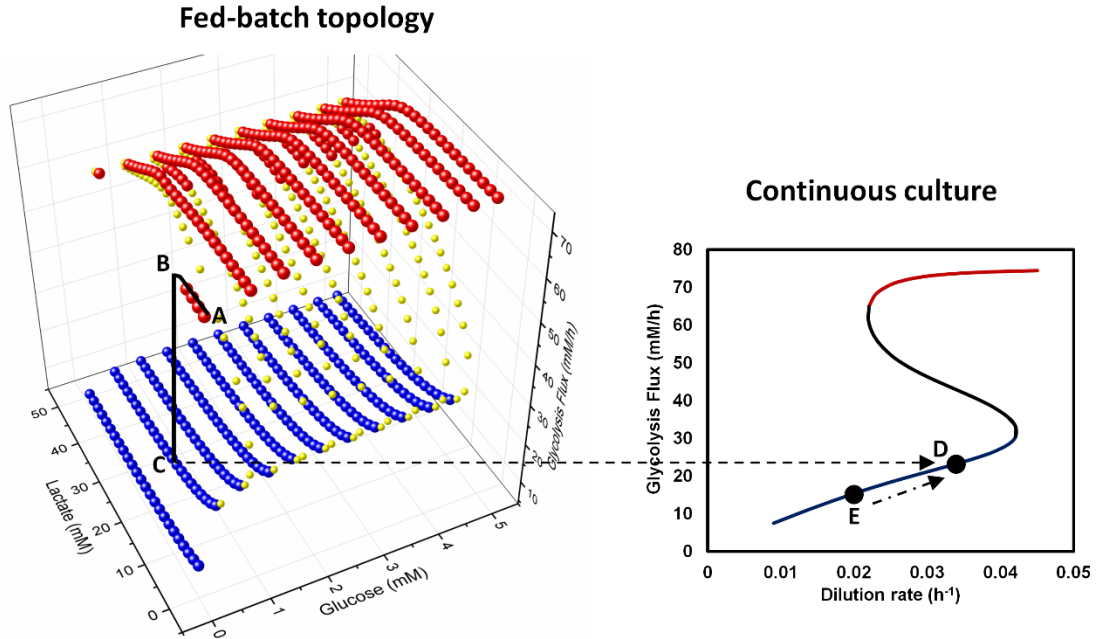 Fed-batch topology
B
A
C
70
60
50
40
30
20
10
Glycolysis Flux (mM/h)
50
40
30
20
10
0
Lactate (mM)
0
1
2
3
4
5
Glucose (mM)
Continuous culture
80
70
60
50
40
30
20
10
0
Glycolysis Flux (mM/h)
D
E
0
0.01
0.02
0.03
0.04
0.05
Dilution rate (h⁻¹)